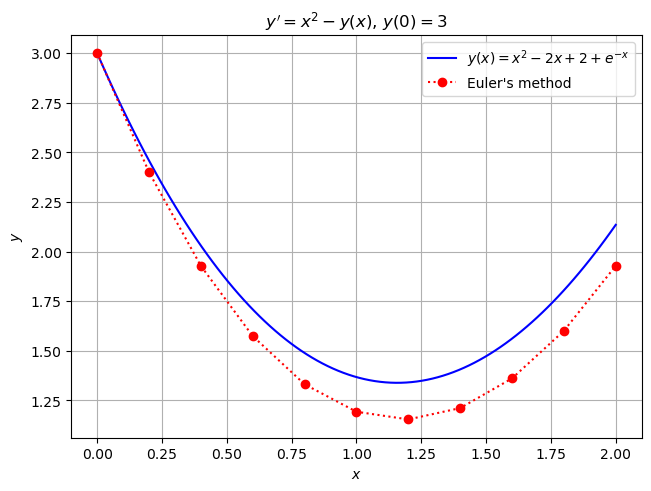 y′ = x² − y(x), y(0) = 3
y(x) = x² − 2x + 2 + e⁻ˣ
Euler's method
y
3.00
2.75
2.50
2.25
2.00
1.75
1.50
1.25
0.00 0.25 0.50 0.75 1.00 1.25 1.50 1.75 2.00
x